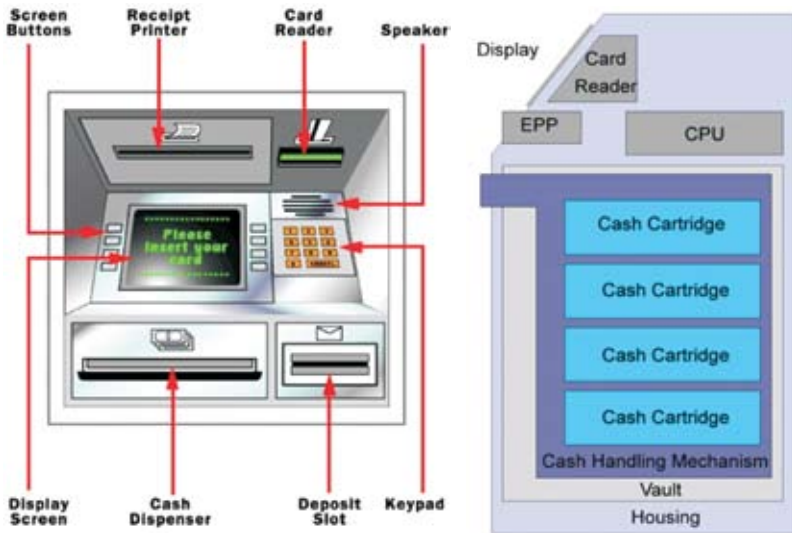 Screen
Buttons
Receipt
Printer
Card
Reader
Speaker
Please
Insert your
card
Display
Screen
Cash
Dispenser
Deposit
Slot
Keypad
Display
Card
Reader
EPP
CPU
Cash Cartridge
Cash Cartridge
Cash Cartridge
Cash Cartridge
Cash Handling Mechanism
Vault
Housing